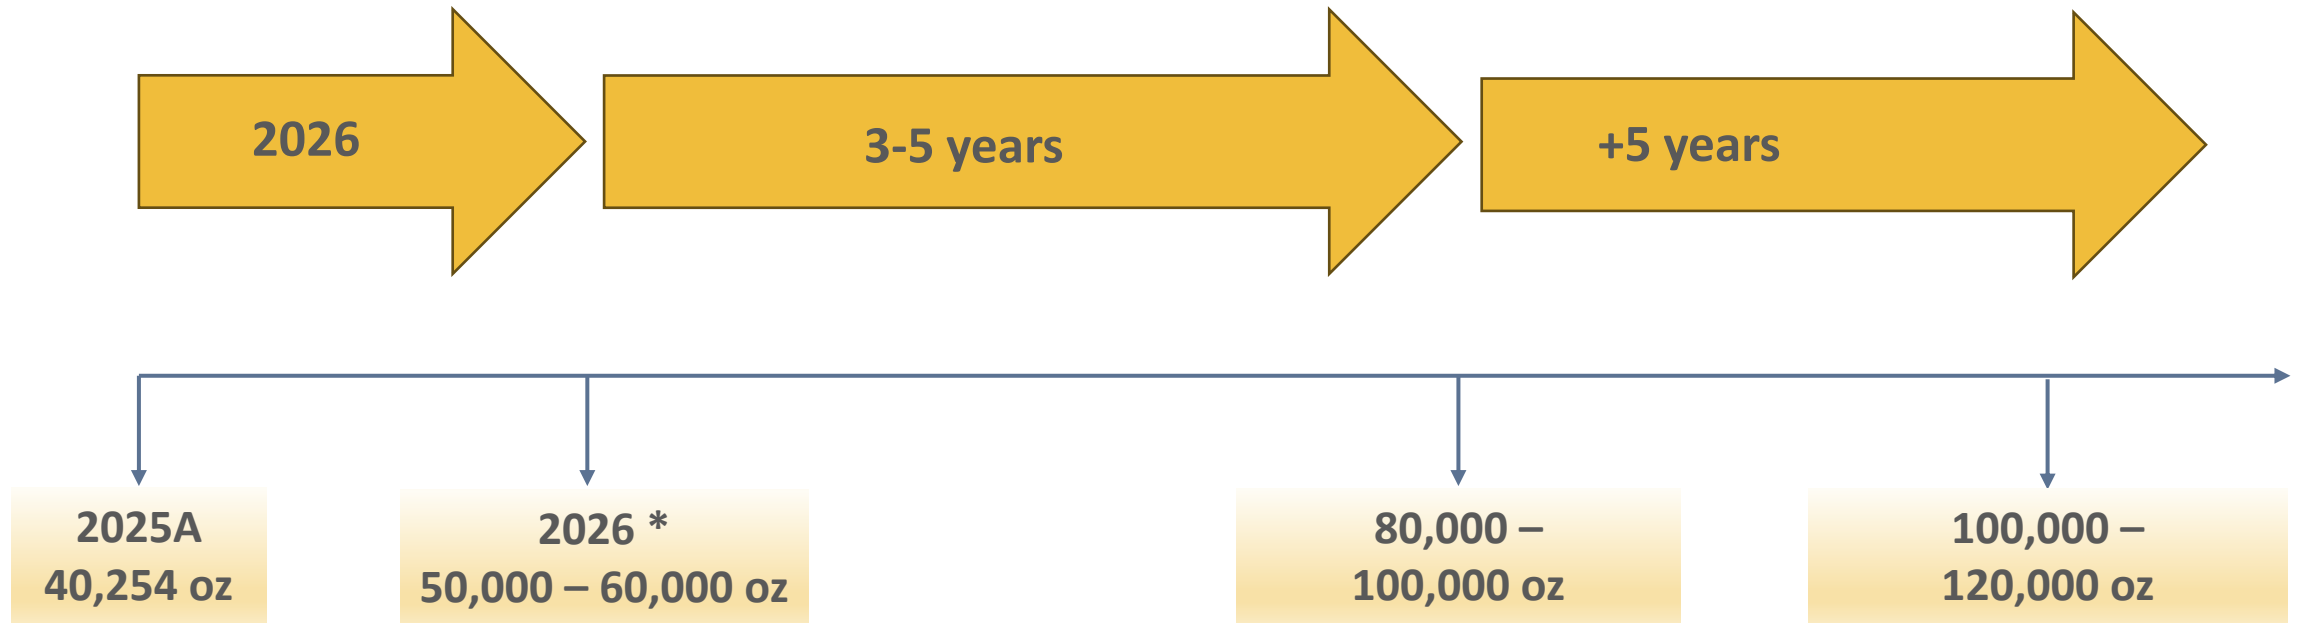 2026
3-5 years
+5 years
2025A
40,254 oz
2026 *
50,000 – 60,000 oz
80,000 –
100,000 oz
100,000 –
120,000 oz